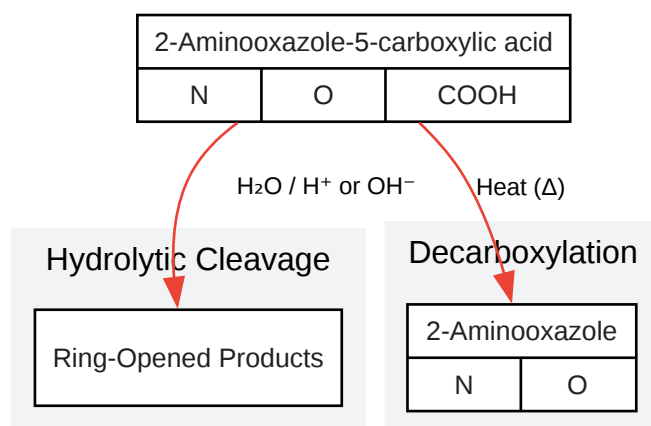 2-Aminooxazole-5-carboxylic acid
N O COOH
H₂O / H⁺ or OH⁻ Heat (Δ)
Hydrolytic Cleavage
Decarboxylation
Ring-Opened Products
2-Aminooxazole
N O